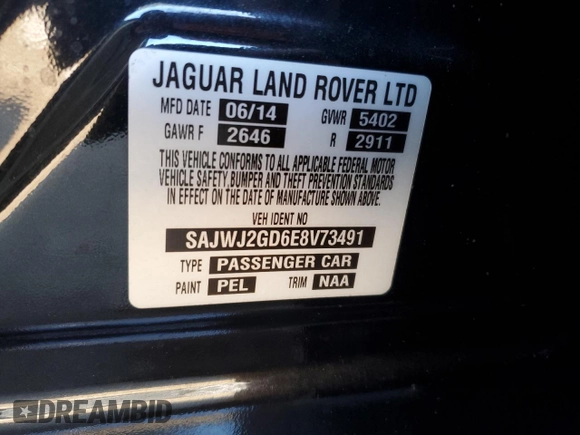 JAGUAR LAND ROVER LTD
MFD DATE 06/14 GVWR 5402
GAWR F 2646 R 2911
THIS VEHICLE CONFORMS TO ALL APPLICABLE FEDERAL MOTOR
VEHICLE SAFETY, BUMPER AND THEFT PREVENTION STANDARDS
IN EFFECT ON THE DATE OF MANUFACTURE SHOWN ABOVE.
VEH IDENT NO
SAJWJ2GD6E8V73491
TYPE PASSENGER CAR
PAINT PEL TRIM NAA
DREAMBID